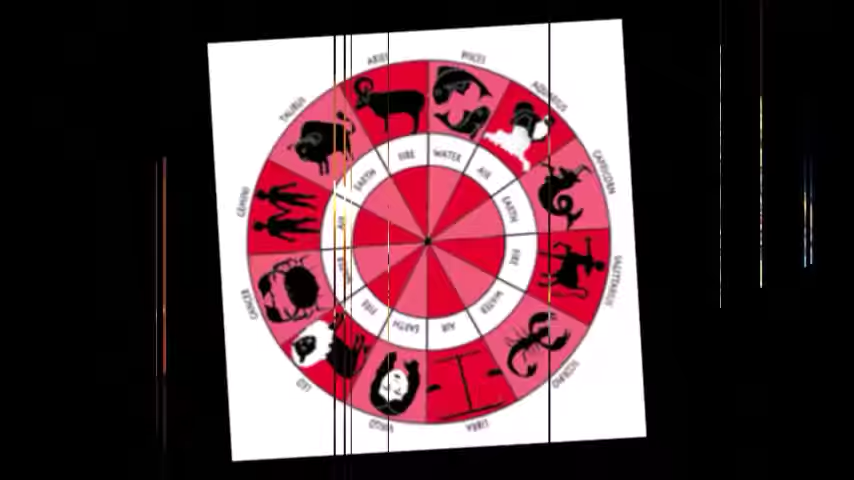 ARIES
PISCES
AQUARIUS
CAPRICORN
SAGITTARIUS
SCORPIO
LIBRA
VIRGO
LEO
CANCER
GEMINI
TAURUS
FIRE
WATER
AIR
EARTH
FIRE
WATER
AIR
EARTH
FIRE
WATER
AIR
EARTH